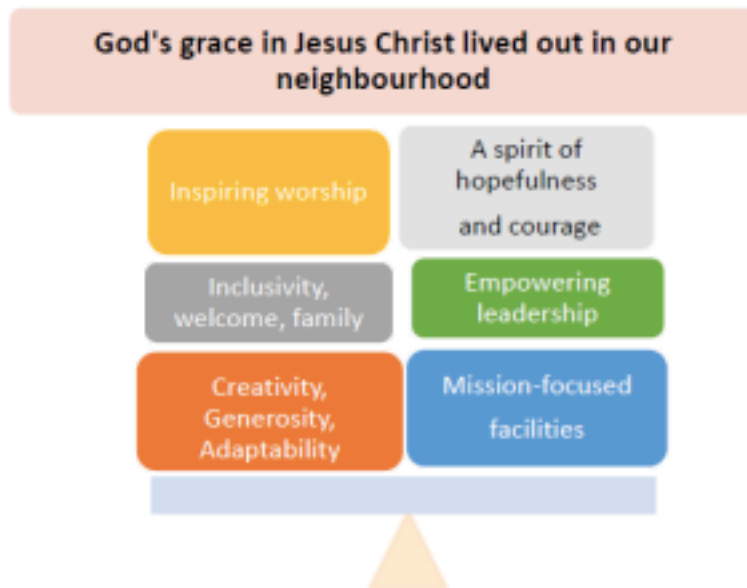 God's grace in Jesus Christ lived out in our
neighbourhood
Inspiring worship
A spirit of
hopefulness
and courage
Inclusivity,
welcome, family
Empowering
leadership
Creativity,
Generosity,
Adaptability
Mission-focused
facilities